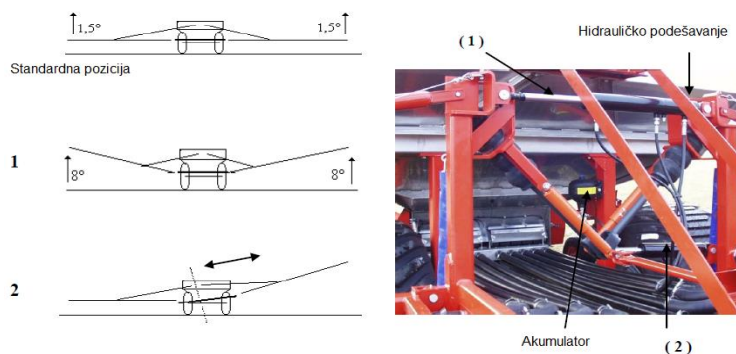 1,5°
1,5°
Standardna pozicija
1
8°
8°
2
( 1 )
Hidrauličko podešavanje
Akumulator
( 2 )